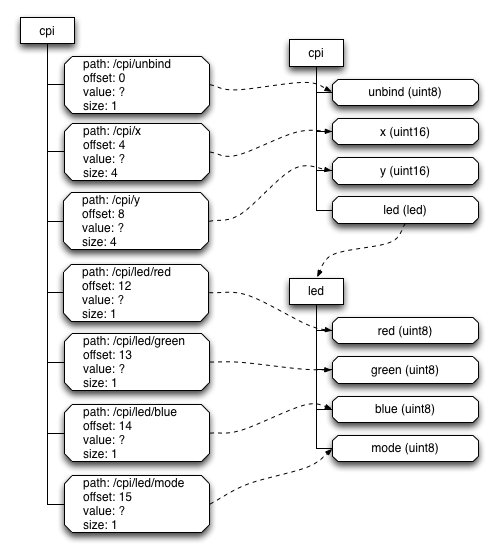 cpi
path: /cpi/unbind
offset: 0
value: ?
size: 1
path: /cpi/x
offset: 4
value: ?
size: 4
path: /cpi/y
offset: 8
value: ?
size: 4
path: /cpi/led/red
offset: 12
value: ?
size: 1
path: /cpi/led/green
offset: 13
value: ?
size: 1
path: /cpi/led/blue
offset: 14
value: ?
size: 1
path: /cpi/led/mode
offset: 15
value: ?
size: 1
cpi
unbind (uint8)
x (uint16)
y (uint16)
led (led)
led
red (uint8)
green (uint8)
blue (uint8)
mode (uint8)